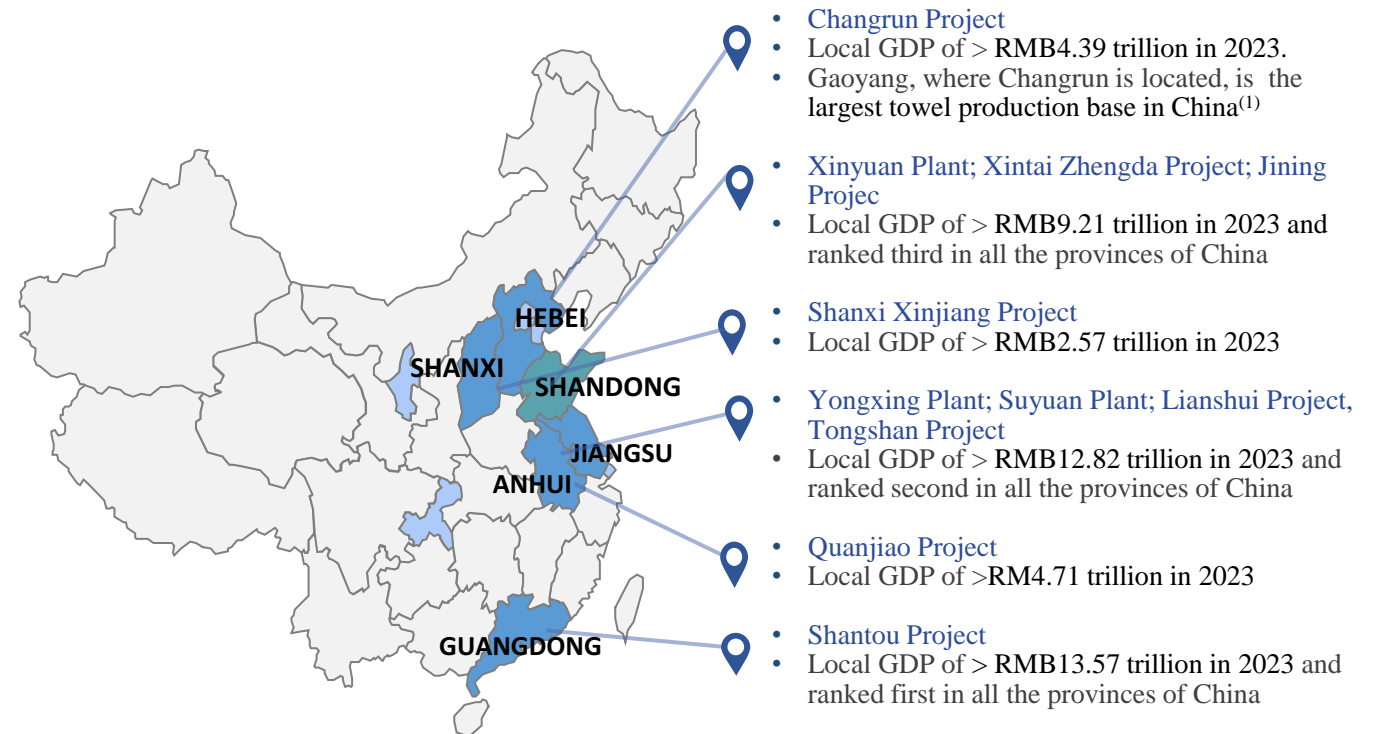 HEBEI
SHANXI
SHANDONG
JIANGSU
ANHUI
GUANGDONG
• Changrun Project
• Local GDP of > RMB4.39 trillion in 2023.
• Gaoyang, where Changrun is located, is the
largest towel production base in China(1)
• Xinyuan Plant; Xintai Zhengda Project; Jining
Projec
• Local GDP of > RMB9.21 trillion in 2023 and
ranked third in all the provinces of China
• Shanxi Xinjiang Project
• Local GDP of > RMB2.57 trillion in 2023
• Yongxing Plant; Suyuan Plant; Lianshui Project,
Tongshan Project
• Local GDP of > RMB12.82 trillion in 2023 and
ranked second in all the provinces of China
• Quanjiao Project
• Local GDP of >RM4.71 trillion in 2023
• Shantou Project
• Local GDP of > RMB13.57 trillion in 2023 and
ranked first in all the provinces of China